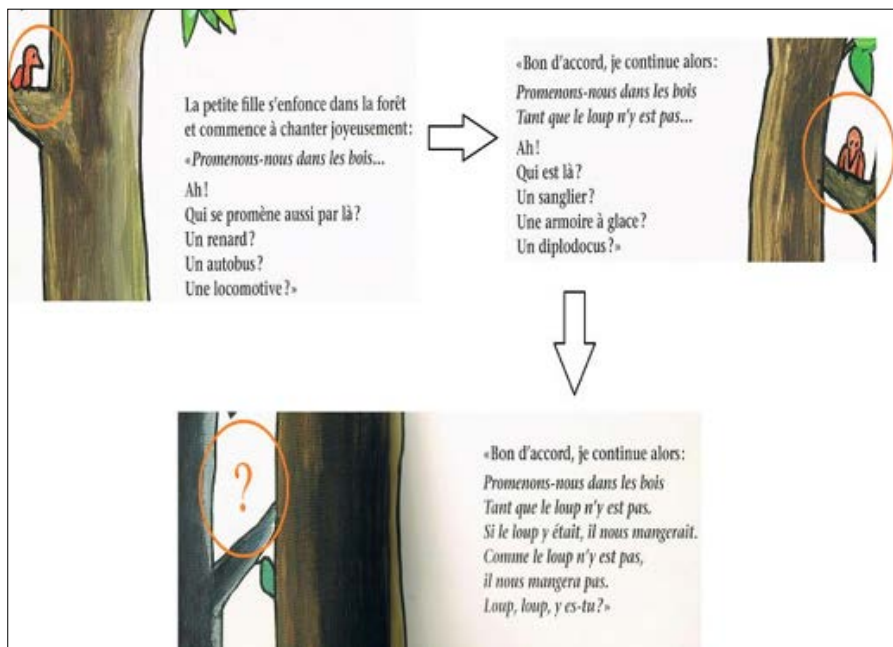 La petite fille s'enfonce dans la forêt
et commence à chanter joyeusement:
«Promenons-nous dans les bois...
Ah!
Qui se promène aussi par là?
Un renard?
Un autobus?
Une locomotive?»
«Bon d'accord, je continue alors:
Promenons-nous dans les bois
Tant que le loup n'y est pas...
Ah!
Qui est là?
Un sanglier?
Une armoire à glace?
Un diplodocus?»
?
«Bon d'accord, je continue alors:
Promenons-nous dans les bois
Tant que le loup n'y est pas.
Si le loup y était, il nous mangerait.
Comme le loup n'y est pas,
il nous mangera pas.
Loup, loup, y es-tu?»